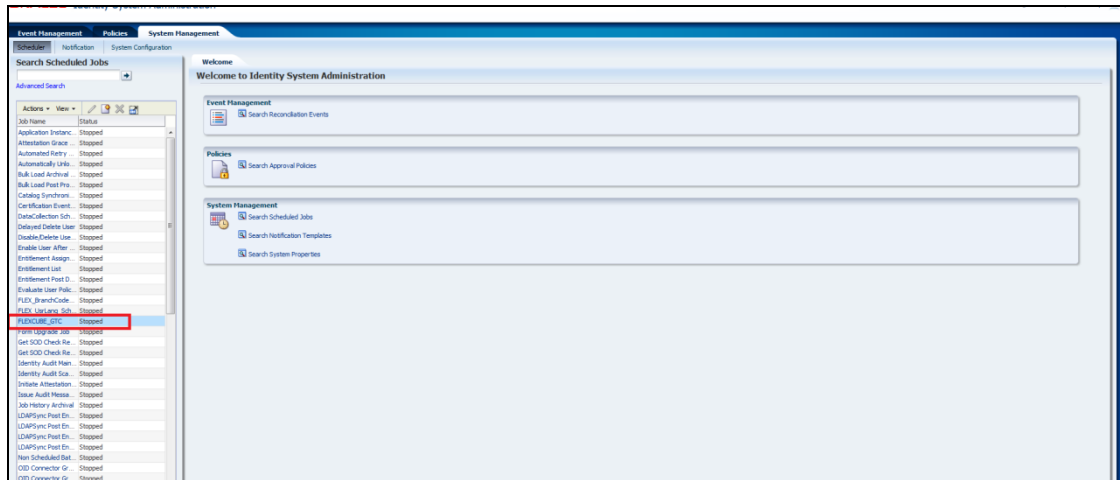 Event Management Policies System Management
Scheduler Notification System Configuration
Search Scheduled Jobs
Advanced Search
Actions View
Job Name Status
Application Instanc... Stopped
Attestation Grace ... Stopped
Automated Retry ... Stopped
Automatically Unlo... Stopped
Bulk Load Archival ... Stopped
Bulk Load Post Pro... Stopped
Catalog Synchroni... Stopped
Certification Event... Stopped
DataCollection Sch... Stopped
Delayed Delete User Stopped
Disable/Delete Use... Stopped
Enable User After ... Stopped
Entitlement Assign... Stopped
Entitlement List Stopped
Entitlement Post D... Stopped
Evaluate User Polic... Stopped
FLEX_BranchCode... Stopped
FLEX_UsrLang_Sch... Stopped
FLEXCUBE_GTC Stopped
Form Upgrade Job Stopped
Get SOD Check Re... Stopped
Get SOD Check Re... Stopped
Identity Audit Main... Stopped
Identity Audit Sca... Stopped
Initiate Attestation... Stopped
Issue Audit Messa... Stopped
Job History Archival Stopped
LDAPSync Post En... Stopped
LDAPSync Post En... Stopped
LDAPSync Post En... Stopped
LDAPSync Post En... Stopped
Non Scheduled Bat... Stopped
OID Connector Gr... Stopped
OID Connector Gr... Stopped
Welcome
Welcome to Identity System Administration
Event Management
Search Reconciliation Events
Policies
Search Approval Policies
System Management
Search Scheduled Jobs
Search Notification Templates
Search System Properties